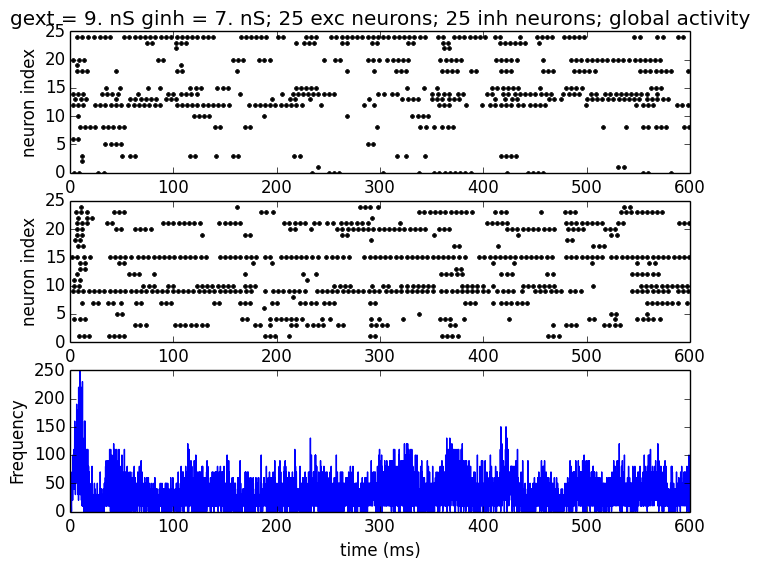 gext = 9. nS ginh = 7. nS; 25 exc neurons; 25 inh neurons; global activity
25
20
15
10
5
0
neuron index
0 100 200 300 400 500 600
25
20
15
10
5
0
neuron index
0 100 200 300 400 500 600
250
200
150
100
50
0
Frequency
0 100 200 300 400 500 600
time (ms)